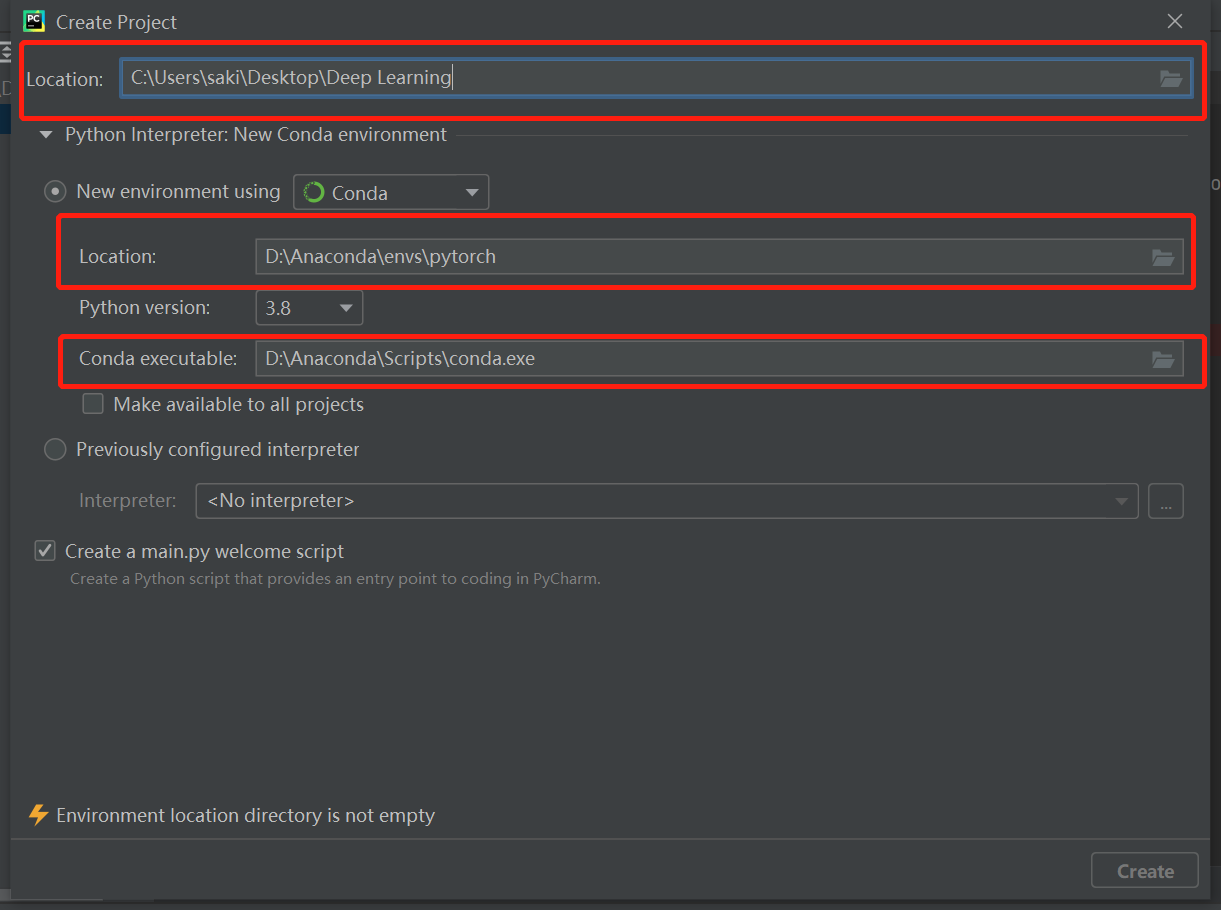 PC Create Project
Location: C:\Users\saki\Desktop\Deep Learning
Python Interpreter: New Conda environment
New environment using Conda
Location: D:\Anaconda\envs\pytorch
Python version: 3.8
Conda executable: D:\Anaconda\Scripts\conda.exe
Make available to all projects
Previously configured interpreter
Interpreter: <No interpreter> ...
Create a main.py welcome script
Create a Python script that provides an entry point to coding in PyCharm.
Environment location directory is not empty
Create